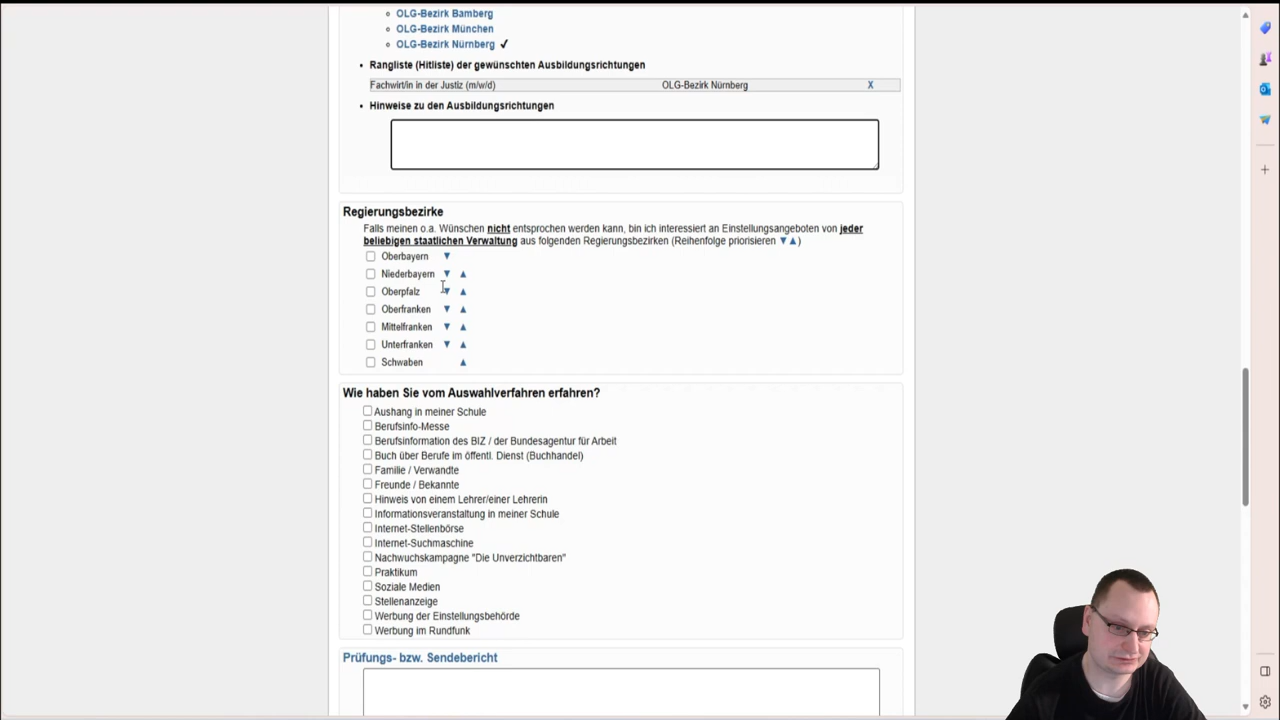 OLG-Bezirk Bamberg
OLG-Bezirk München
OLG-Bezirk Nürnberg ✓
Rangliste (Hitliste) der gewünschten Ausbildungsrichtungen
Fachwirt/in in der Justiz (m/w/d) OLG-Bezirk Nürnberg X
Hinweise zu den Ausbildungsrichtungen
Regierungsbezirke
Falls meinen o.a. Wünschen nicht entsprochen werden kann, bin ich interessiert an Einstellungsangeboten von jeder
beliebigen staatlichen Verwaltung aus folgenden Regierungsbezirken (Reihenfolge priorisieren ▼▲)
Oberbayern ▼
Niederbayern ▼ ▲
Oberpfalz ▼ ▲
Oberfranken ▼ ▲
Mittelfranken ▼ ▲
Unterfranken ▼ ▲
Schwaben ▲
Wie haben Sie vom Auswahlverfahren erfahren?
Aushang in meiner Schule
Berufsinfo-Messe
Berufsinformation des BIZ / der Bundesagentur für Arbeit
Buch über Berufe im öffentl. Dienst (Buchhandel)
Familie / Verwandte
Freunde / Bekannte
Hinweis von einem Lehrer/einer Lehrerin
Informationsveranstaltung in meiner Schule
Internet-Stellenbörse
Internet-Suchmaschine
Nachwuchskampagne "Die Unverzichtbaren"
Praktikum
Soziale Medien
Stellenanzeige
Werbung der Einstellungsbehörde
Werbung im Rundfunk
Prüfungs- bzw. Sendebericht